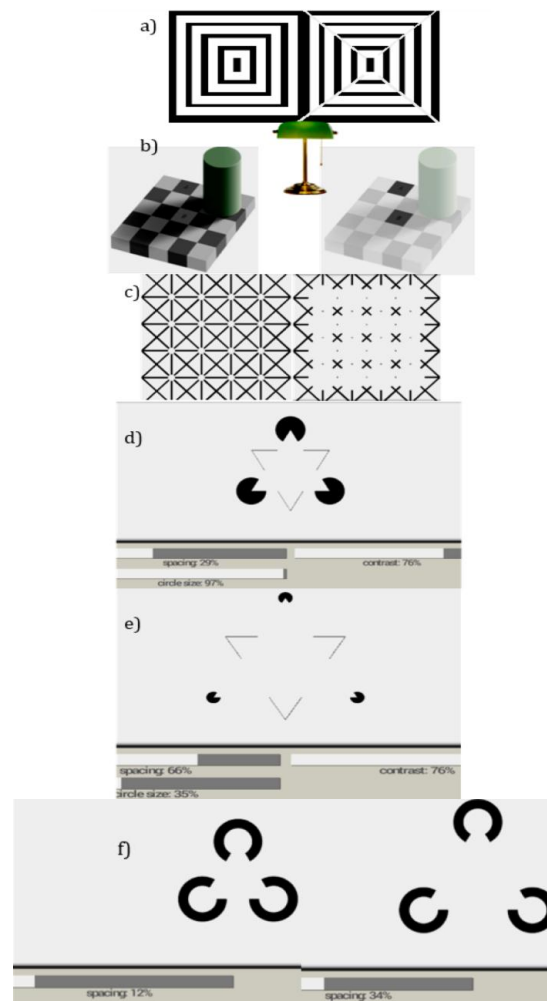 a)
b)
c)
d)
spacing: 29%
contrast: 76%
circle size: 97%
e)
spacing: 66%
contrast: 76%
circle size: 35%
f)
spacing: 12%
spacing: 34%